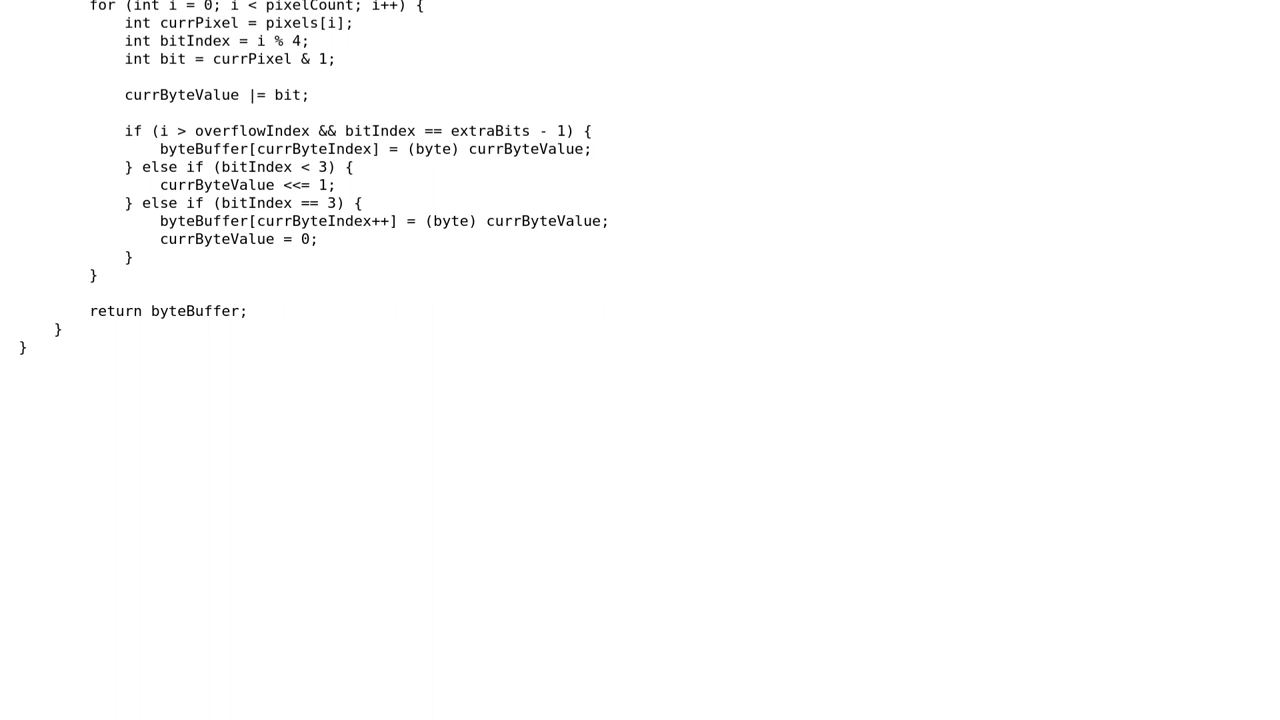 for (int i = 0; i < pixelCount; i++) {
int currPixel = pixels[i];
int bitIndex = i % 4;
int bit = currPixel & 1;
currByteValue |= bit;
if (i > overflowIndex && bitIndex == extraBits - 1) {
byteBuffer[currByteIndex] = (byte) currByteValue;
} else if (bitIndex < 3) {
currByteValue <<= 1;
} else if (bitIndex == 3) {
byteBuffer[currByteIndex++] = (byte) currByteValue;
currByteValue = 0;
}
}
return byteBuffer;
}
}